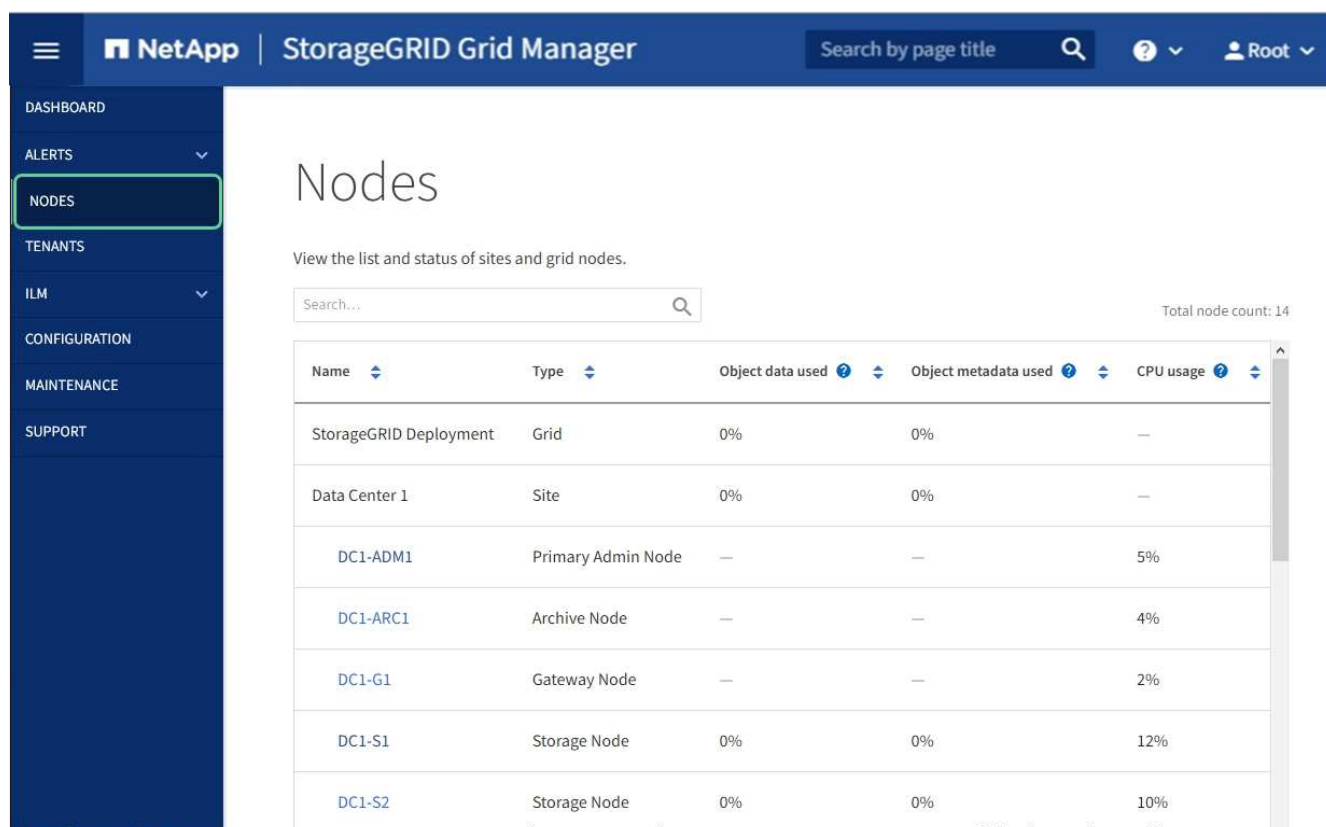 NetApp | StorageGRID Grid Manager Search by page title ? Root
DASHBOARD
ALERTS
NODES
TENANTS
ILM
CONFIGURATION
MAINTENANCE
SUPPORT
Nodes
View the list and status of sites and grid nodes.
Search...
Total node count: 14
Name Type Object data used ? Object metadata used ? CPU usage ?
StorageGRID Deployment Grid 0% 0% —
Data Center 1 Site 0% 0% —
DC1-ADM1 Primary Admin Node — — 5%
DC1-ARC1 Archive Node — — 4%
DC1-G1 Gateway Node — — 2%
DC1-S1 Storage Node 0% 0% 12%
DC1-S2 Storage Node 0% 0% 10%